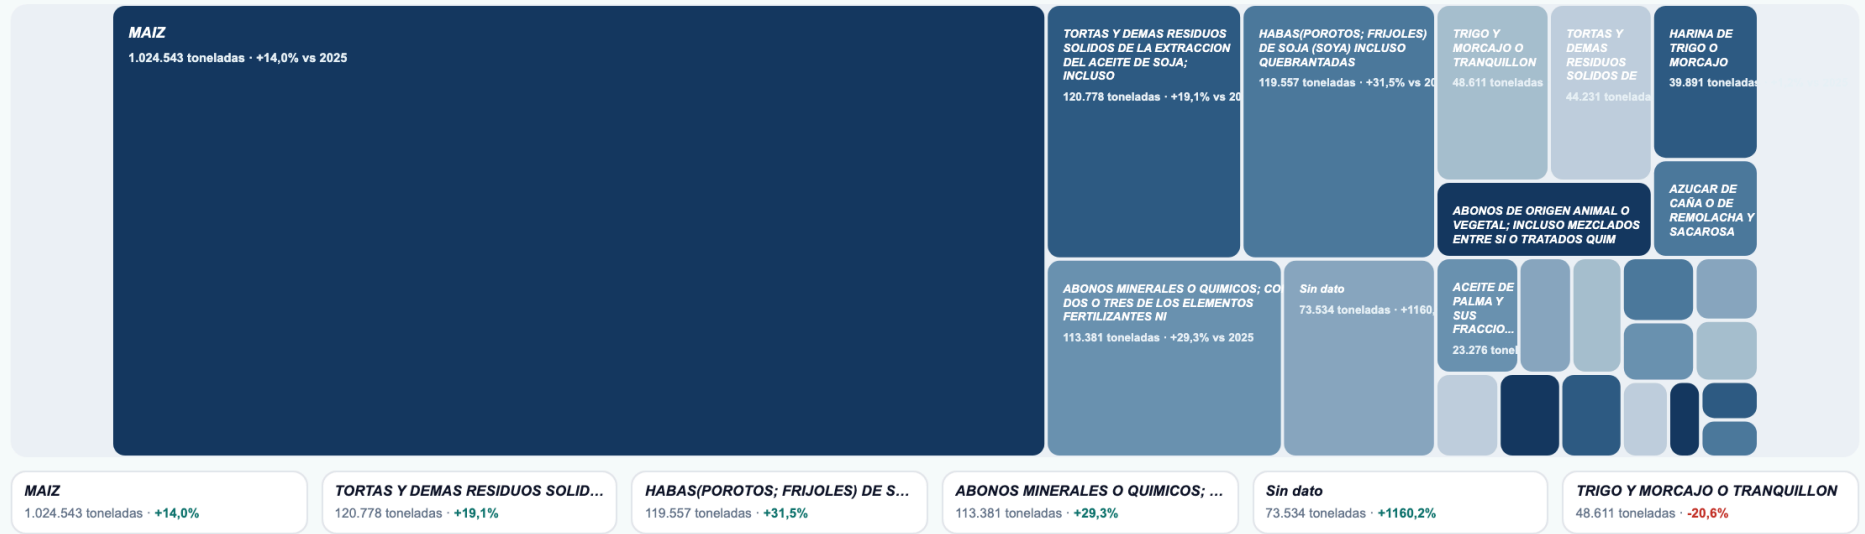 MAIZ
1.024.543 toneladas · +14,0% vs 2025
TORTAS Y DEMAS RESIDUOS
SOLIDOS DE LA EXTRACCION
DEL ACEITE DE SOJA;
INCLUSO
120.778 toneladas · +19,1% vs 20
HABAS(POROTOS; FRIJOLES)
DE SOJA (SOYA) INCLUSO
QUEBRANTADAS
119.557 toneladas · +31,5% vs 20
TRIGO Y
MORCAJO O
TRANQUILLON
48.611 toneladas
TORTAS Y
DEMAS
RESIDUOS
SOLIDOS DE
44.231 tonelada
HARINA DE
TRIGO O
MORCAJO
39.891 toneladas
ABONOS DE ORIGEN ANIMAL O
VEGETAL; INCLUSO MEZCLADOS
ENTRE SI O TRATADOS QUIM
AZUCAR DE
CAÑA O DE
REMOLACHA Y
SACAROSA
ABONOS MINERALES O QUIMICOS; CO
DOS O TRES DE LOS ELEMENTOS
FERTILIZANTES NI
113.381 toneladas · +29,3% vs 2025
Sin dato
73.534 toneladas · +1160,
ACEITE DE
PALMA Y
SUS
FRACCIO...
23.276 tonel
MAIZ
1.024.543 toneladas · +14,0%
TORTAS Y DEMAS RESIDUOS SOLID...
120.778 toneladas · +19,1%
HABAS(POROTOS; FRIJOLES) DE S...
119.557 toneladas · +31,5%
ABONOS MINERALES O QUIMICOS; ...
113.381 toneladas · +29,3%
Sin dato
73.534 toneladas · +1160,2%
TRIGO Y MORCAJO O TRANQUILLON
48.611 toneladas · -20,6%